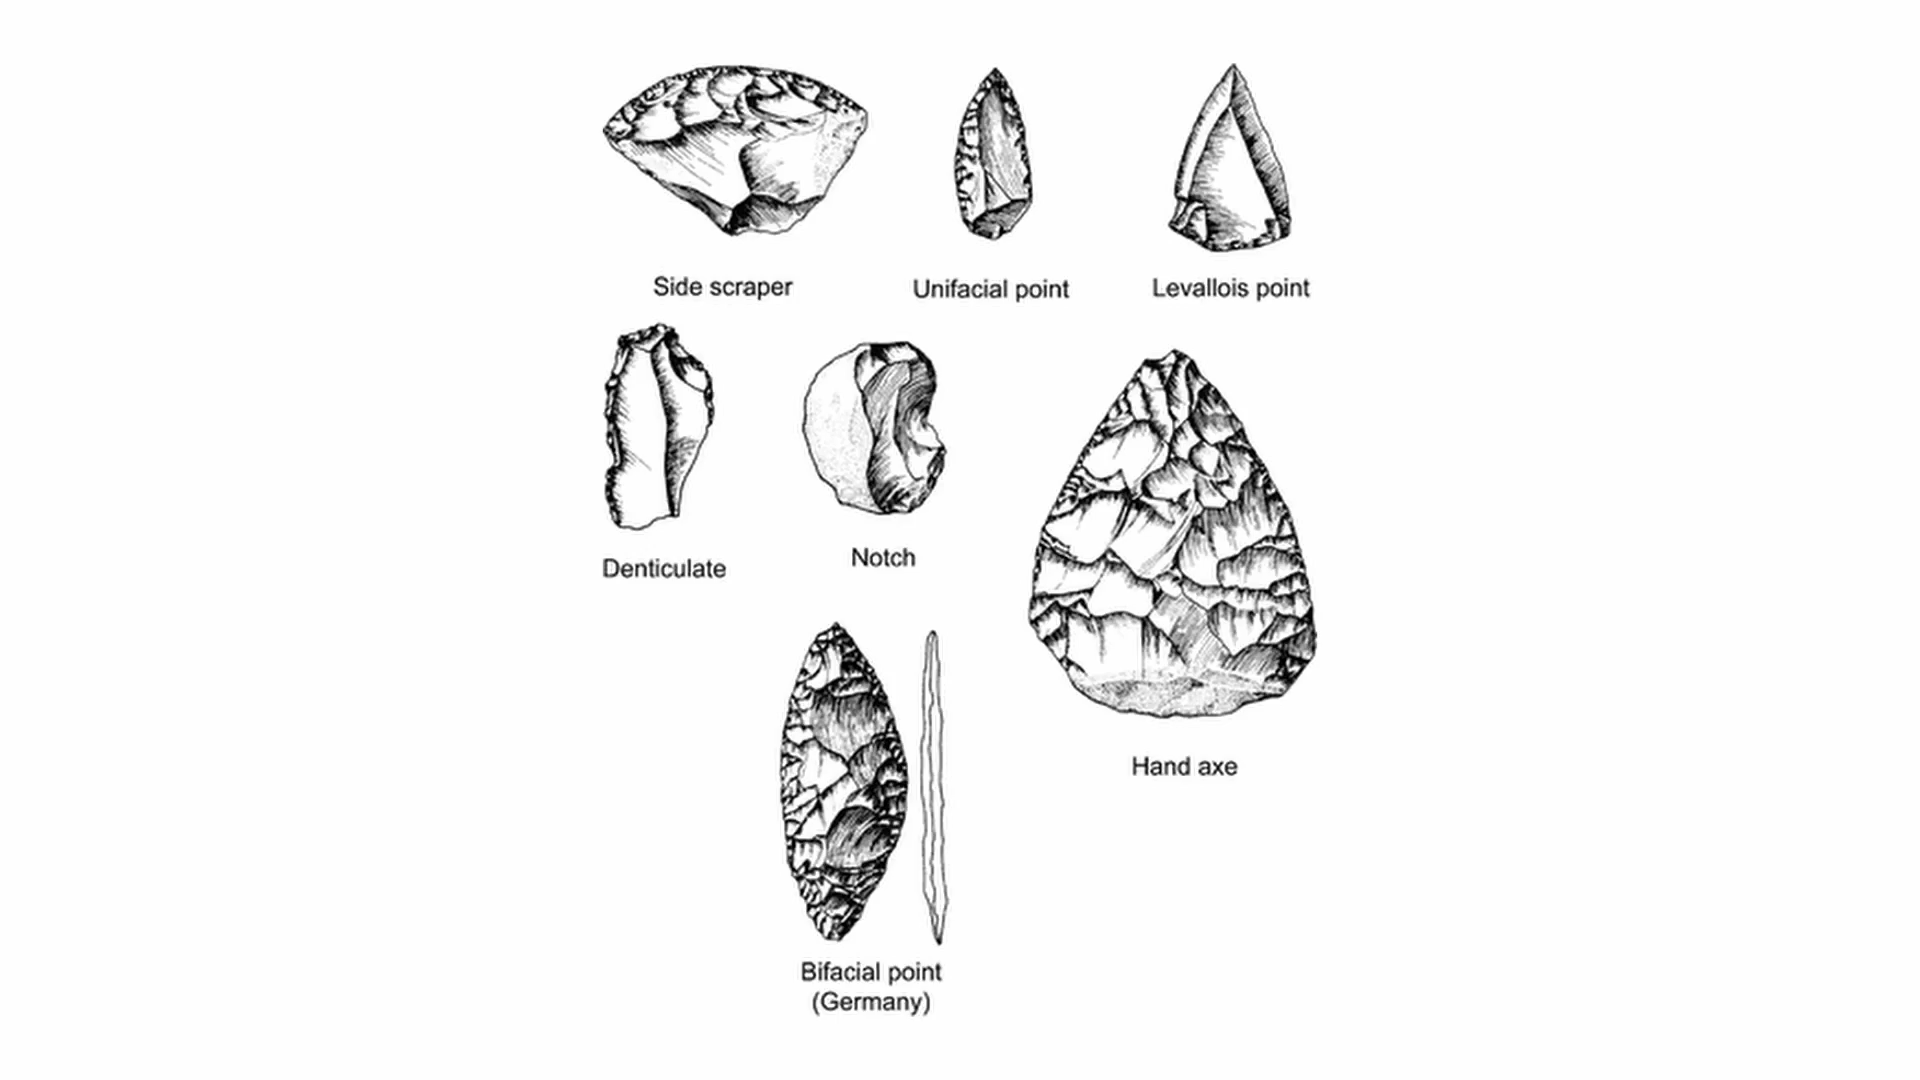 Side scraper
Unifacial point
Levallois point
Denticulate
Notch
Hand axe
Bifacial point
(Germany)